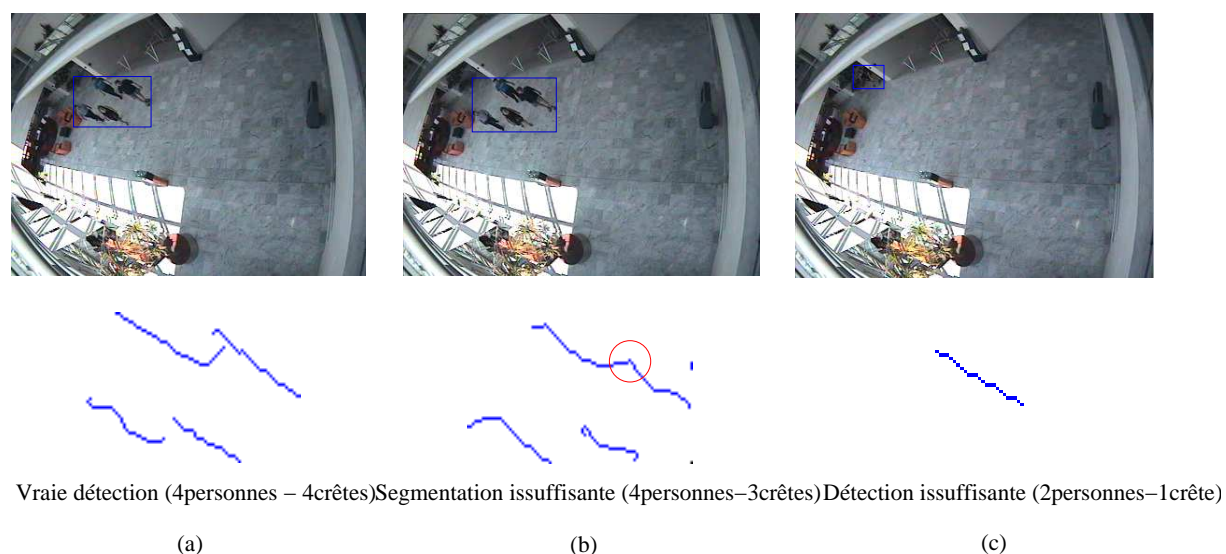 Vraie détection (4personnes – 4crêtes)Segmentation issuffisante (4personnes–3crêtes)Détection issuffisante (2personnes–1crête)
(a) (b) (c)